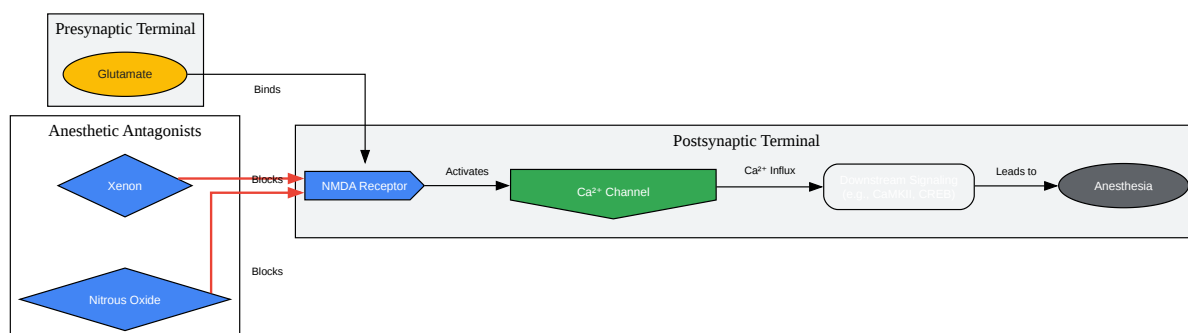 Presynaptic Terminal
Glutamate
Binds
Anesthetic Antagonists
Xenon
Blocks
Nitrous Oxide
Blocks
Postsynaptic Terminal
NMDA Receptor
Activates
Ca²⁺ Channel
Ca²⁺ Influx
Downstream Signaling
(e.g., CaMKII, CREB)
Leads to
Anesthesia